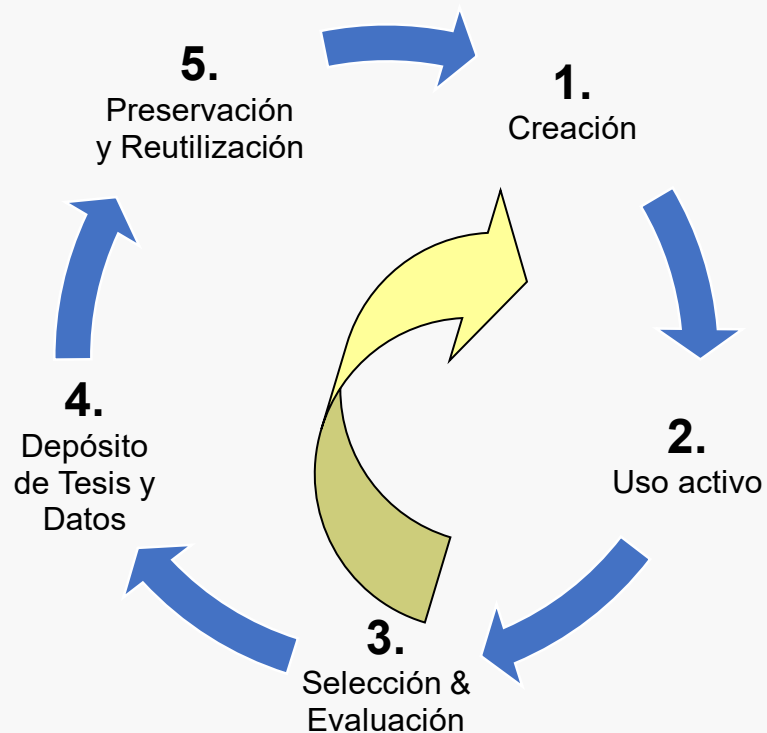 1.
Creación
2.
Uso activo
3.
Selección &
Evaluación
4.
Depósito
de Tesis y
Datos
5.
Preservación
y Reutilización